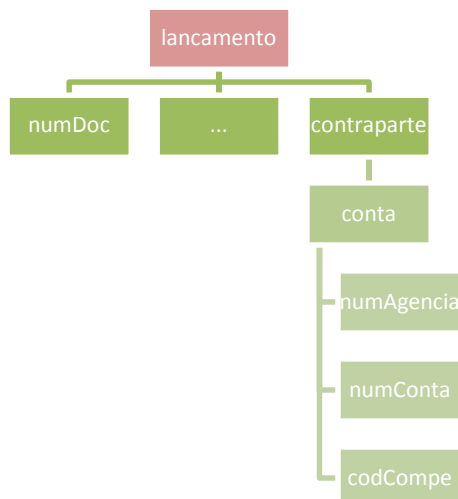 lancamento
numDoc
...
contraparte
conta
numAgencia
numConta
codCompe